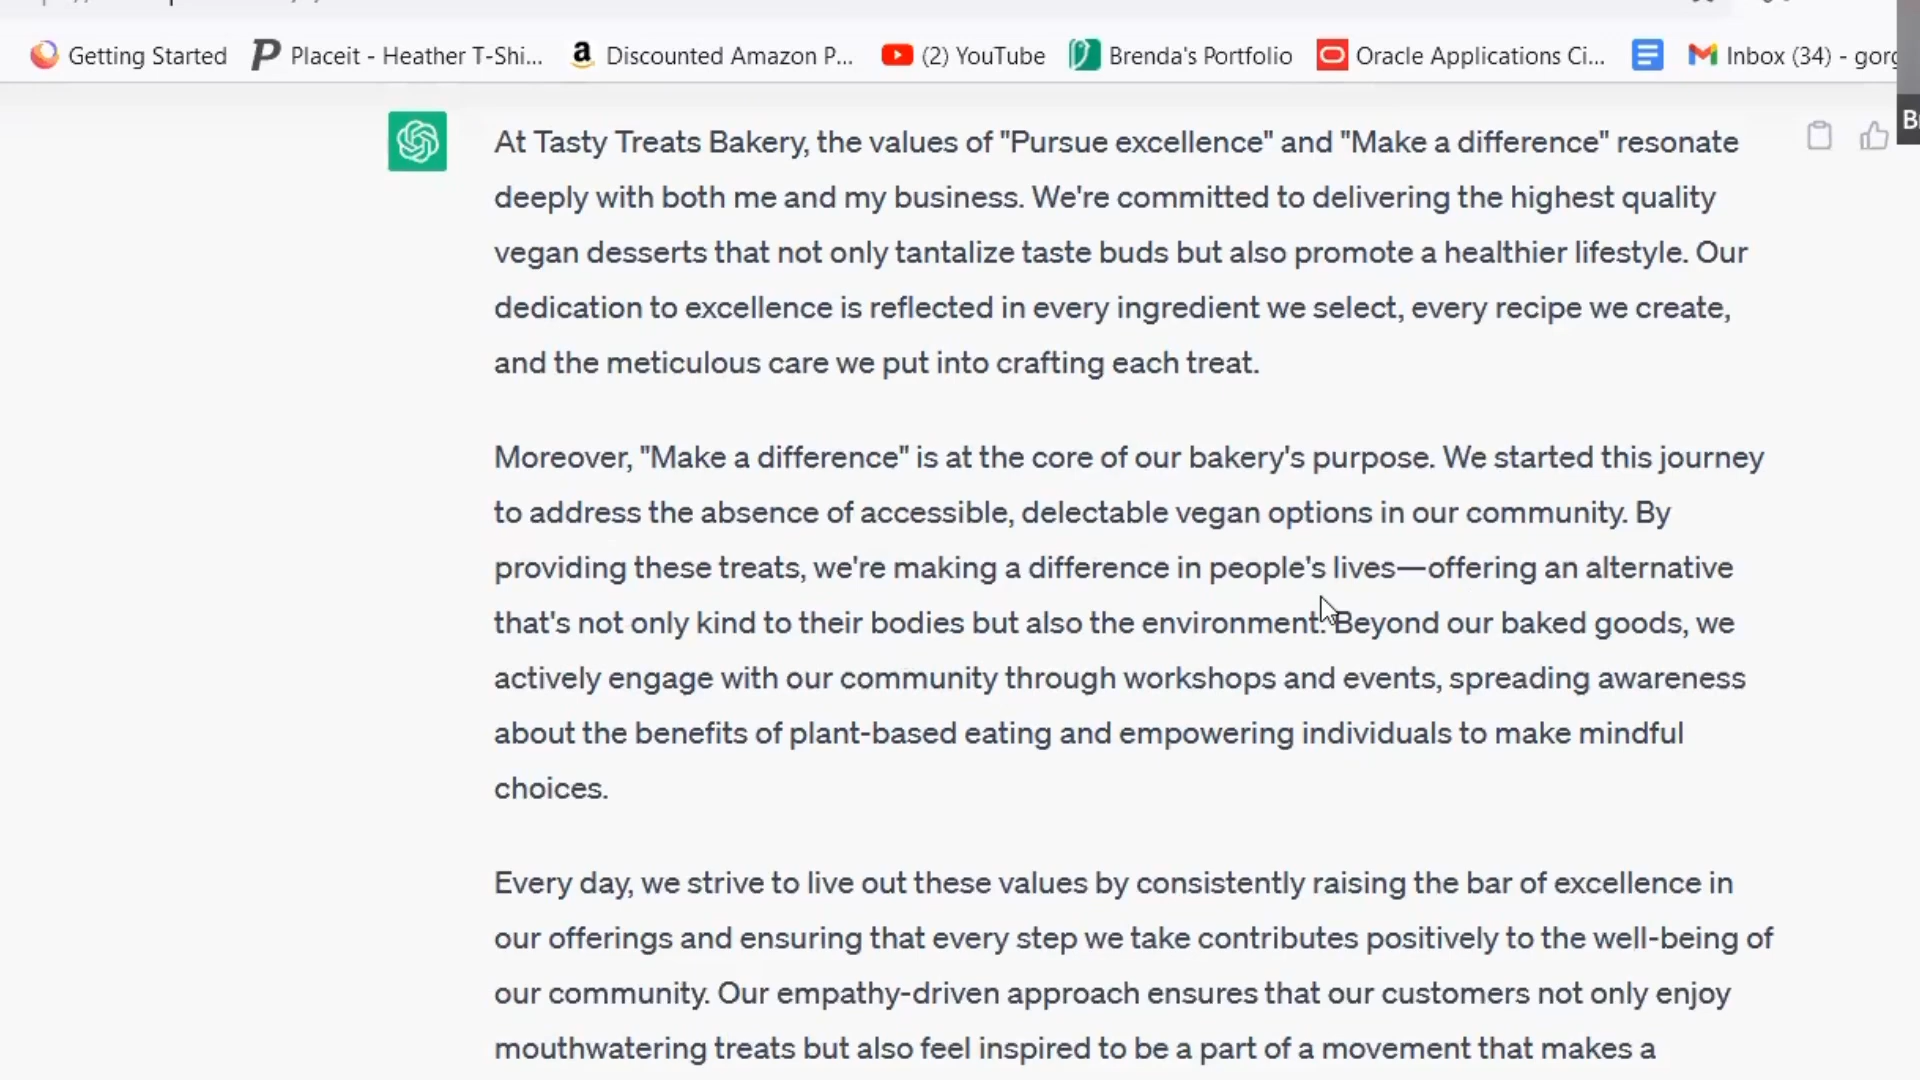 Getting Started Placeit - Heather T-Shi... Discounted Amazon P... (2) YouTube Brenda's Portfolio Oracle Applications Ci... Inbox (34) - gorg
At Tasty Treats Bakery, the values of "Pursue excellence" and "Make a difference" resonate
deeply with both me and my business. We're committed to delivering the highest quality
vegan desserts that not only tantalize taste buds but also promote a healthier lifestyle. Our
dedication to excellence is reflected in every ingredient we select, every recipe we create,
and the meticulous care we put into crafting each treat.
Moreover, "Make a difference" is at the core of our bakery's purpose. We started this journey
to address the absence of accessible, delectable vegan options in our community. By
providing these treats, we're making a difference in people's lives—offering an alternative
that's not only kind to their bodies but also the environment. Beyond our baked goods, we
actively engage with our community through workshops and events, spreading awareness
about the benefits of plant-based eating and empowering individuals to make mindful
choices.
Every day, we strive to live out these values by consistently raising the bar of excellence in
our offerings and ensuring that every step we take contributes positively to the well-being of
our community. Our empathy-driven approach ensures that our customers not only enjoy
mouthwatering treats but also feel inspired to be a part of a movement that makes a